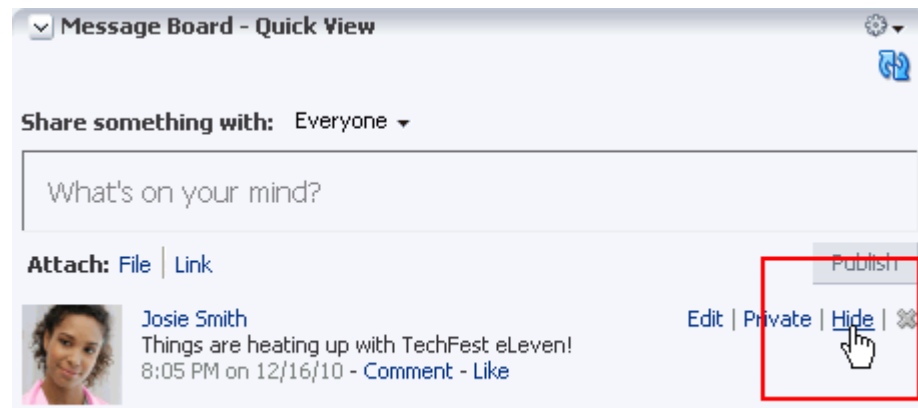 Message Board - Quick View
Share something with: Everyone
What's on your mind?
Attach: File | Link
Publish
Josie Smith
Edit | Private | Hide |
Things are heating up with TechFest eLeven!
8:05 PM on 12/16/10 - Comment - Like